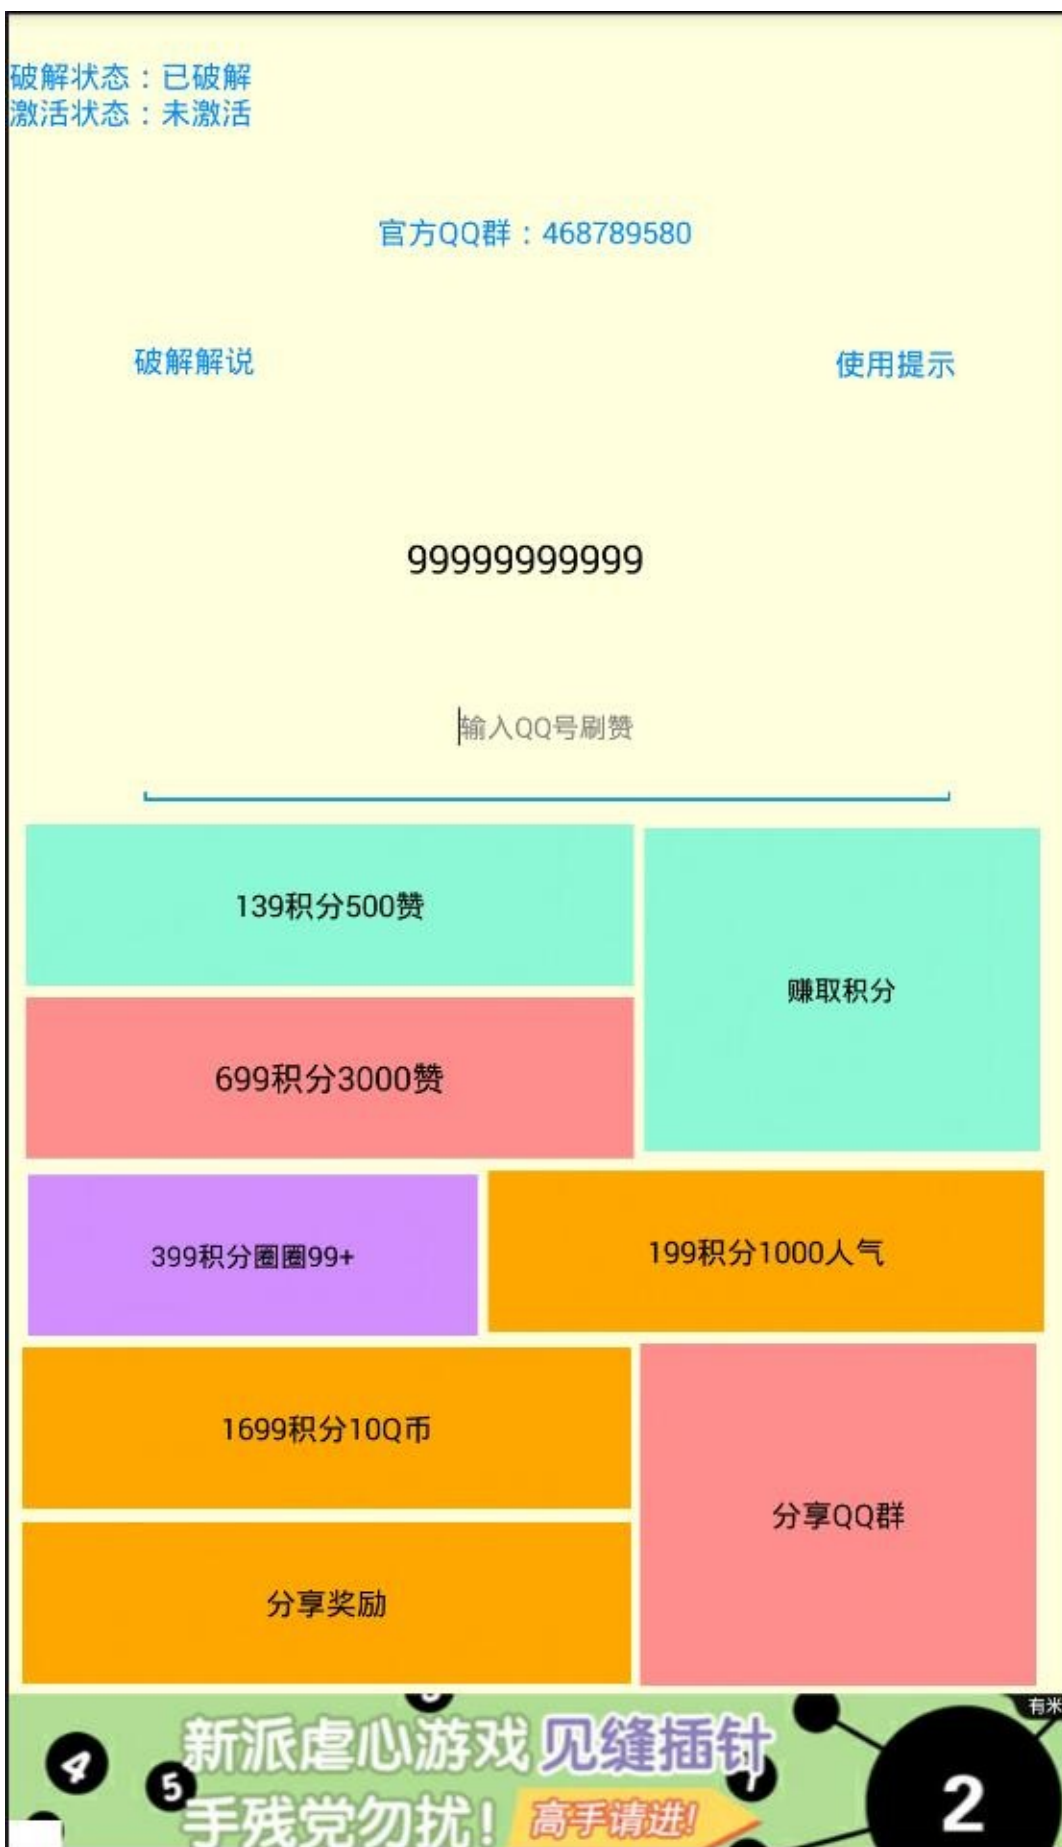 破解状态：已破解
激活状态：未激活
官方QQ群：468789580
破解解说
使用提示
99999999999
输入QQ号刷赞
139积分500赞
赚取积分
699积分3000赞
399积分圈圈99+
199积分1000人气
1699积分10Q币
分享QQ群
分享奖励
有米
新派虐心游戏 见缝插针
4
5
1
2
手残党勿扰！ 高手请进！